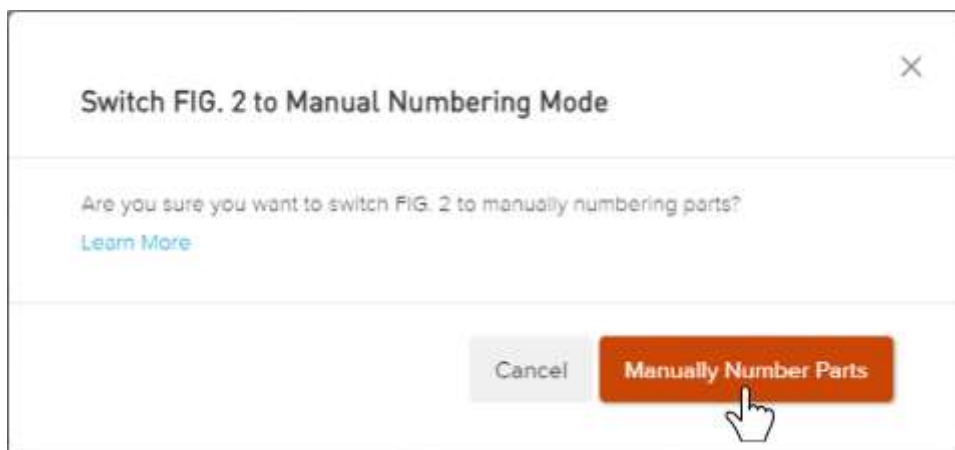 Switch FIG. 2 to Manual Numbering Mode
Are you sure you want to switch FIG. 2 to manually numbering parts?
Learn More
Cancel
Manually Number Parts